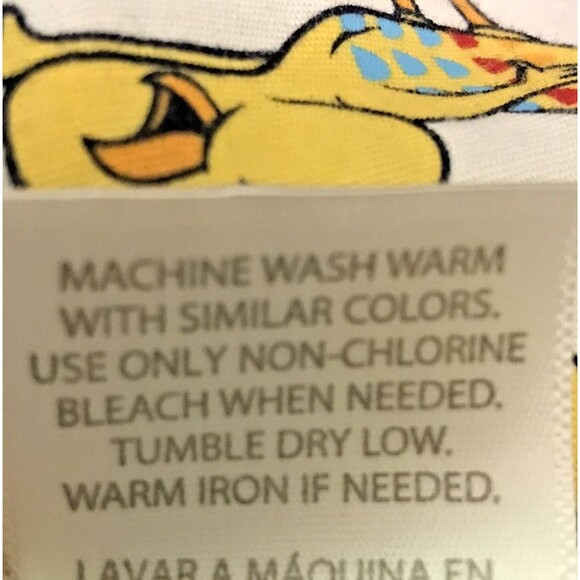 MACHINE WASH WARM
WITH SIMILAR COLORS.
USE ONLY NON-CHLORINE
BLEACH WHEN NEEDED.
TUMBLE DRY LOW.
WARM IRON IF NEEDED.
LAVAR A MÁQUINA EN